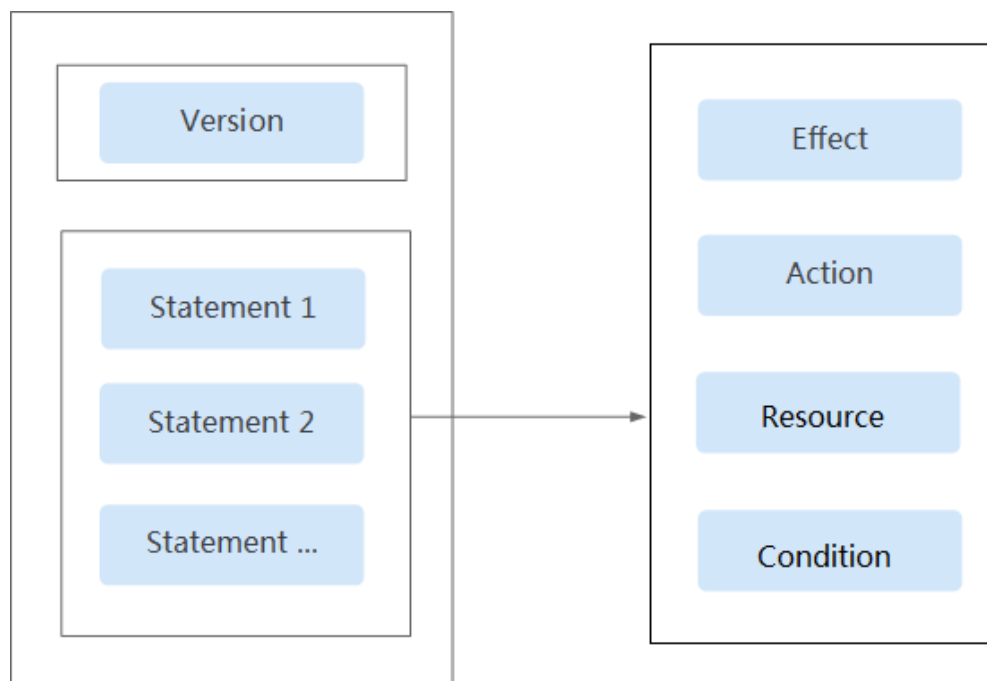 Version
Statement 1
Statement 2
Statement ...
Effect
Action
Resource
Condition